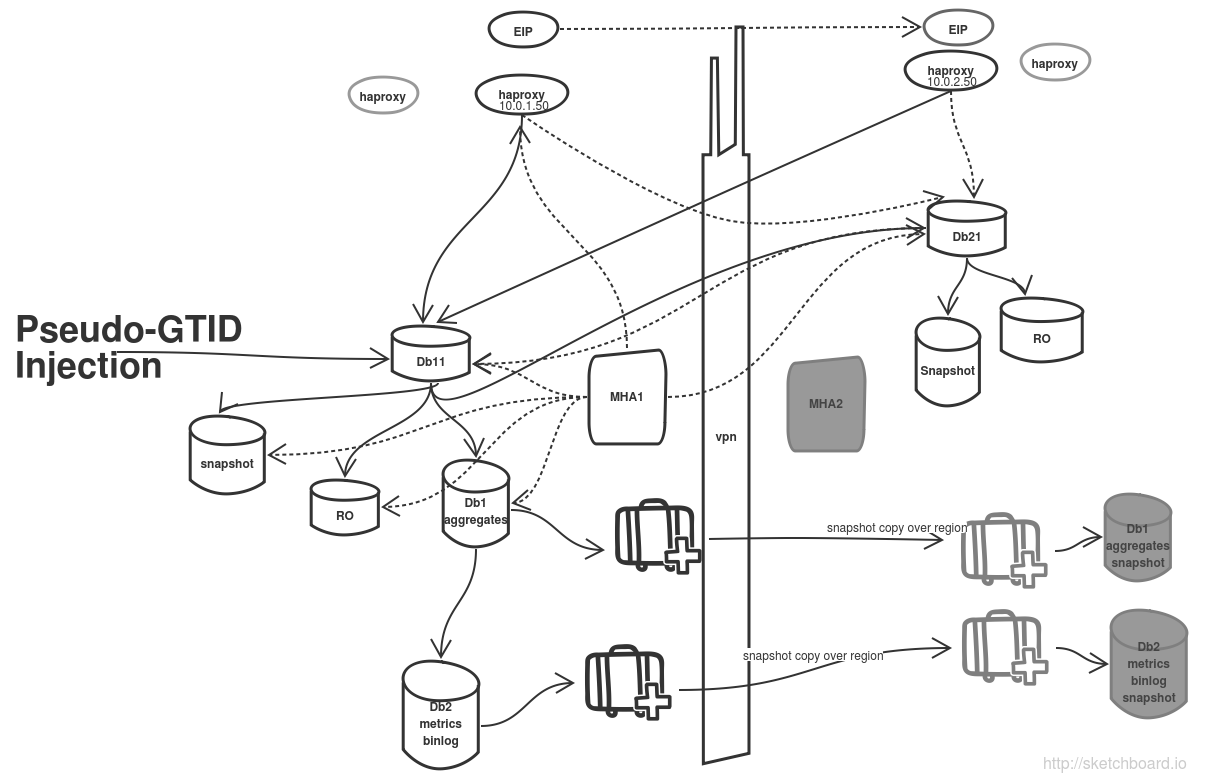 EIP
EIP
haproxy
haproxy
10.0.1.50
haproxy
10.0.2.50
haproxy
Db21
Pseudo-GTID
Injection
Db11
RO
Snapshot
MHA1
MHA2
vpn
snapshot
RO
Db1
aggregates
snapshot copy over region
Db1
aggregates
snapshot
snapshot copy over region
Db2
metrics
binlog
snapshot
Db2
metrics
binlog
http://sketchboard.io